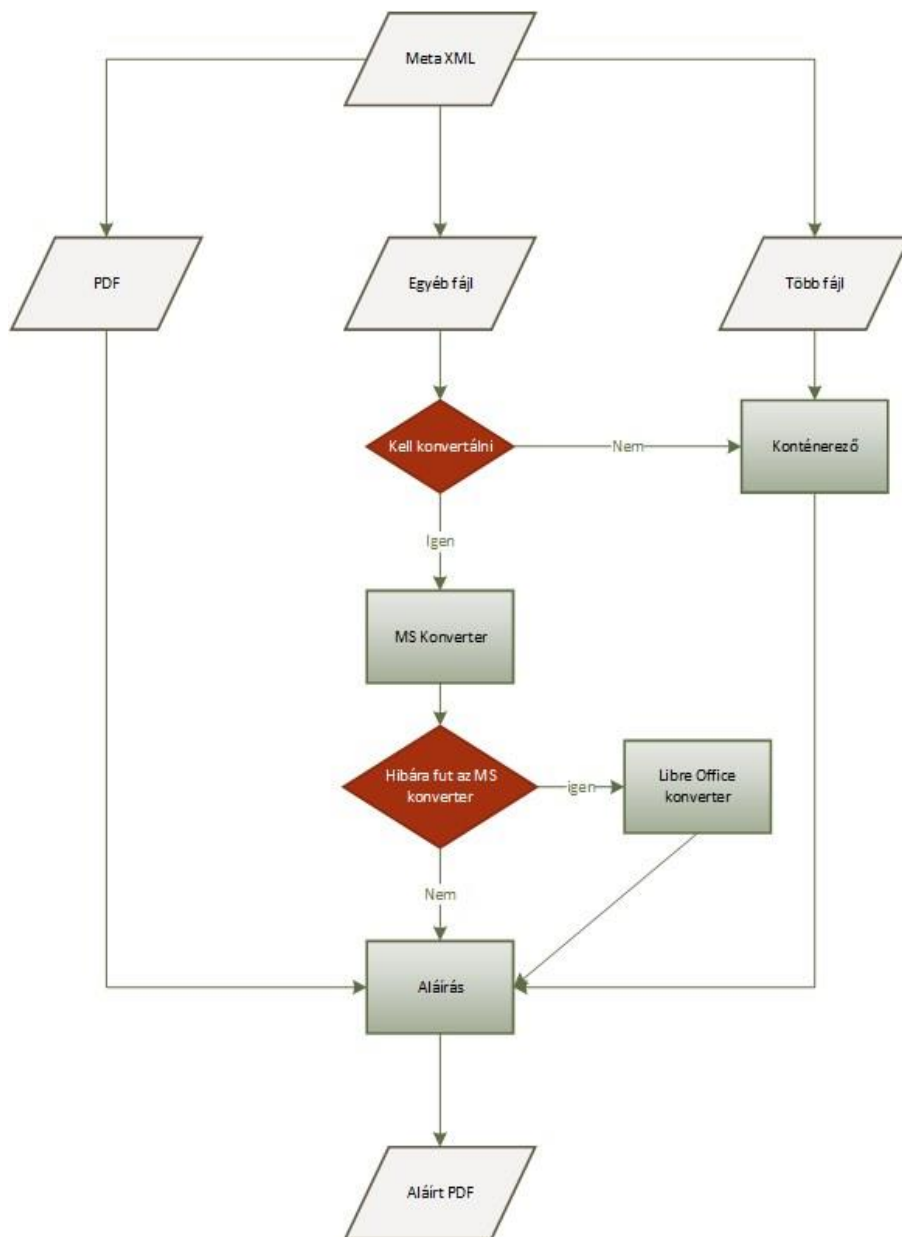 Meta XML
PDF
Egyéb fájl
Több fájl
Kell konvertálni
Nem
Konténerező
Igen
MS Konverter
Hibára fut az MS
konverter
igen
Libre Office
konverter
Nem
Aláírás
Aláírt PDF